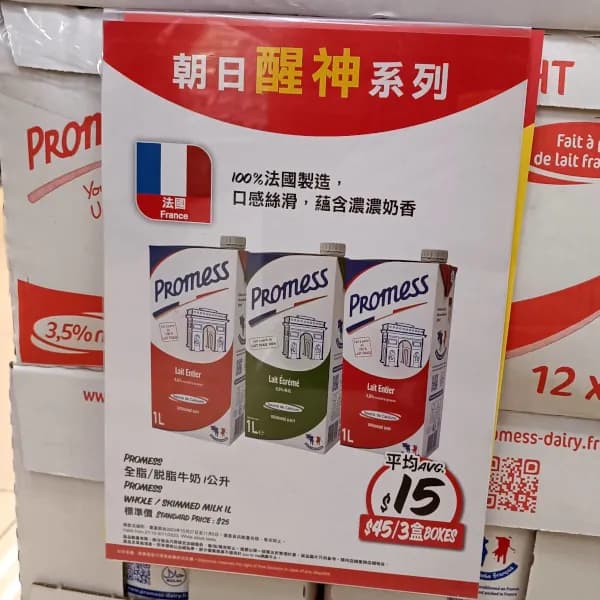 朝日醒神系列
法國
France
100%法國製造，
口感絲滑，蘊含濃濃奶香
Promess
Lait Entier
1L
Promess
Lait Écrémé
1L
Promess
Lait Entier
1L
PROMESS
全脂/脫脂牛奶1公升
PROMESS
WHOLE / SKIMMED MILK 1L
標準價 STANDARD PRICE : $25
平均AVG.
$15
$45/3盒BOXES
Prom
3,5%
www
HT
Fait à
de lait fra
12 x
mess-dairy.fr